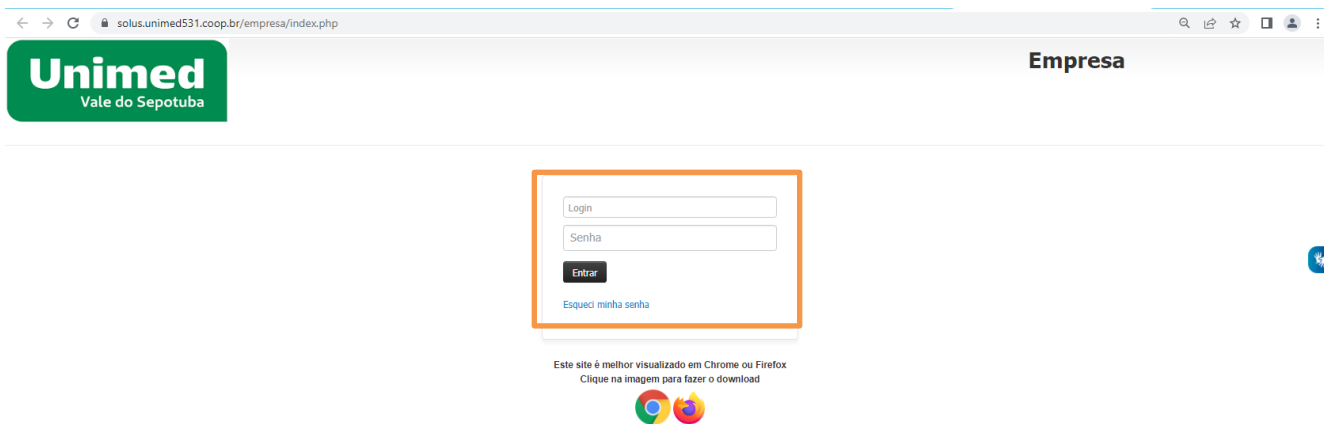 solus.unimed531.coop.br/empresa/index.php
Unimed
Vale do Sepotuba
Empresa
Login
Senha
Entrar
Esqueci minha senha
Este site é melhor visualizado em Chrome ou Firefox
Clique na imagem para fazer o download